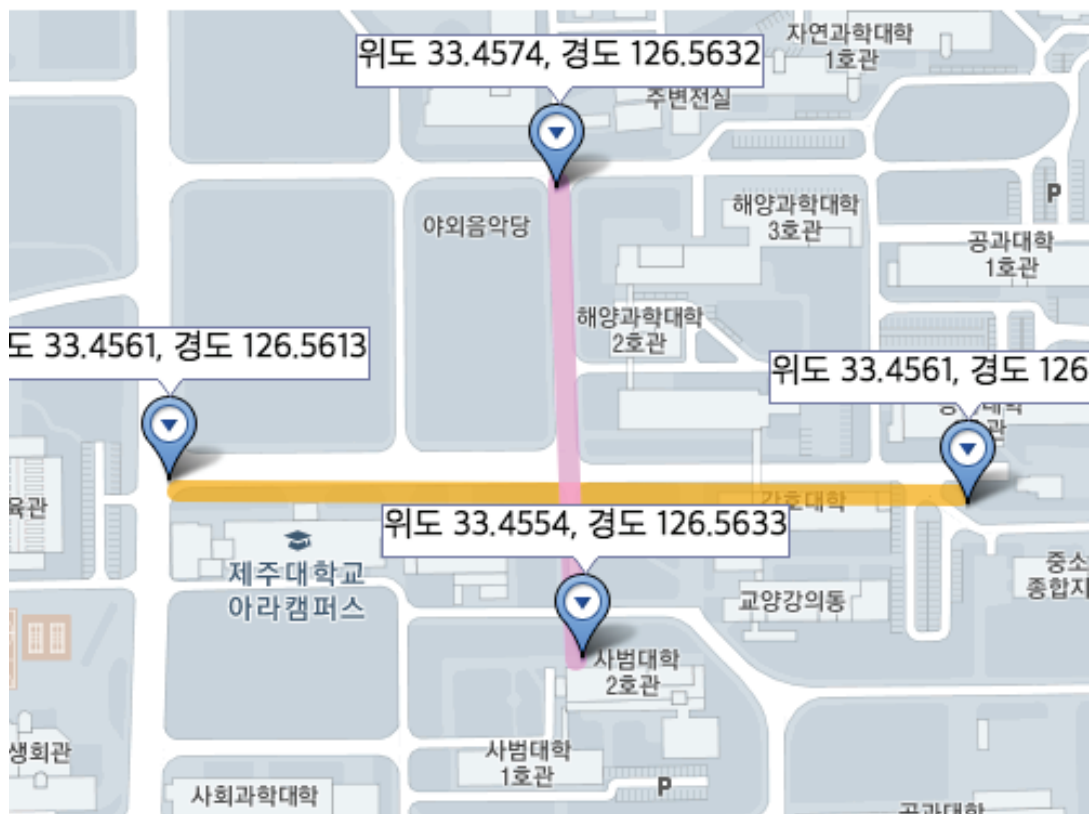 자연과학대학
1호관
위도 33.4574, 경도 126.5632
주변전실
P
해양과학대학
3호관
야외음악당
공과대학
1호관
해양과학대학
2호관
도 33.4561, 경도 126.5613
위도 33.4561, 경도 126
관
육관
간호대학
위도 33.4554, 경도 126.5633
제주대학교
아라캠퍼스
중소
종합지
교양강의동
사범대학
2호관
생회관
사범대학
1호관
P
사회과학대학
공과대학